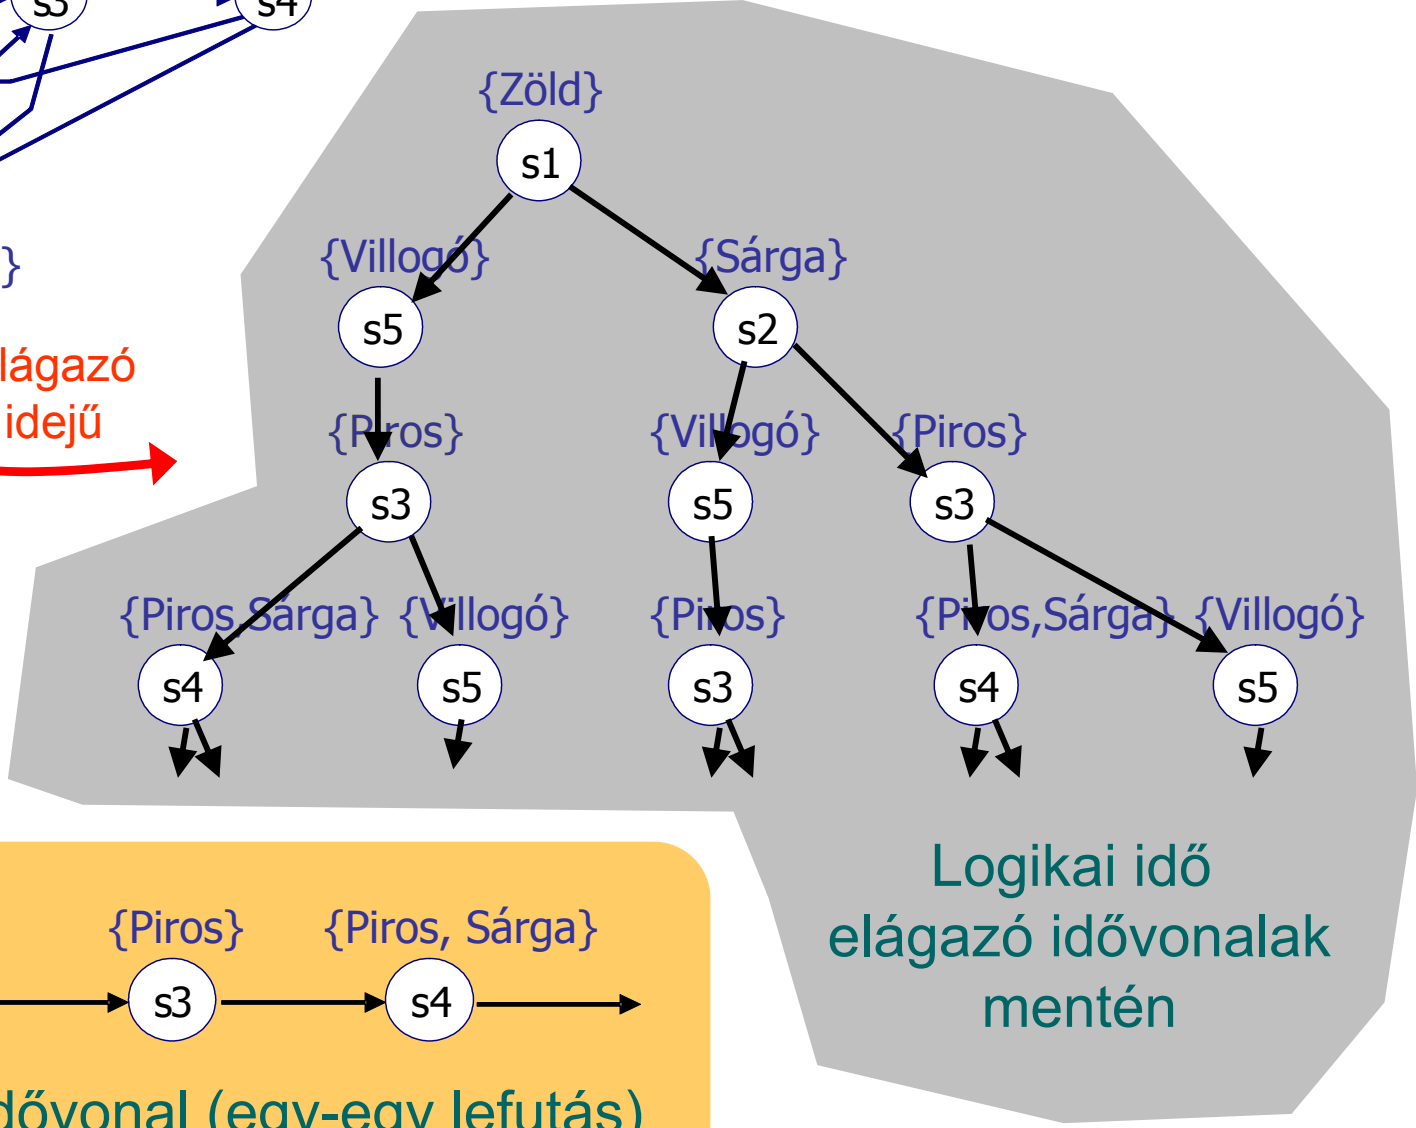 s3
s4
{Zöld}
s1
}
{Villogó}
{Sárga}
s5
s2
idejű
{Piros}
{Villogó}
{Piros}
s3
s5
s3
{Piros,Sárga}
{Villogó}
{Piros}
{Piros,Sárga}
{Villogó}
s4
s5
s3
s4
s5
Logikai idő
elágazó idővonalak
mentén
{Piros}
{Piros, Sárga}
s3
s4
(egy-egy lefutás)